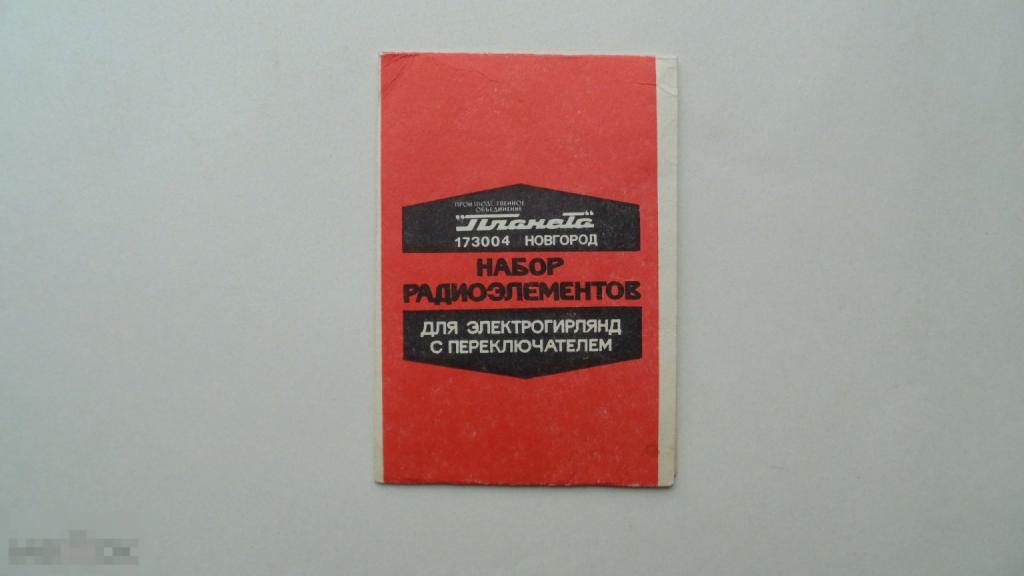 ПРОИЗВОДСТВЕННОЕ
ОБЪЕДИНЕНИЕ
"Планета"
173004 НОВГОРОД
НАБОР
РАДИОЭЛЕМЕНТОВ
ДЛЯ ЭЛЕКТРОГИРЛЯНД
С ПЕРЕКЛЮЧАТЕЛЕМ